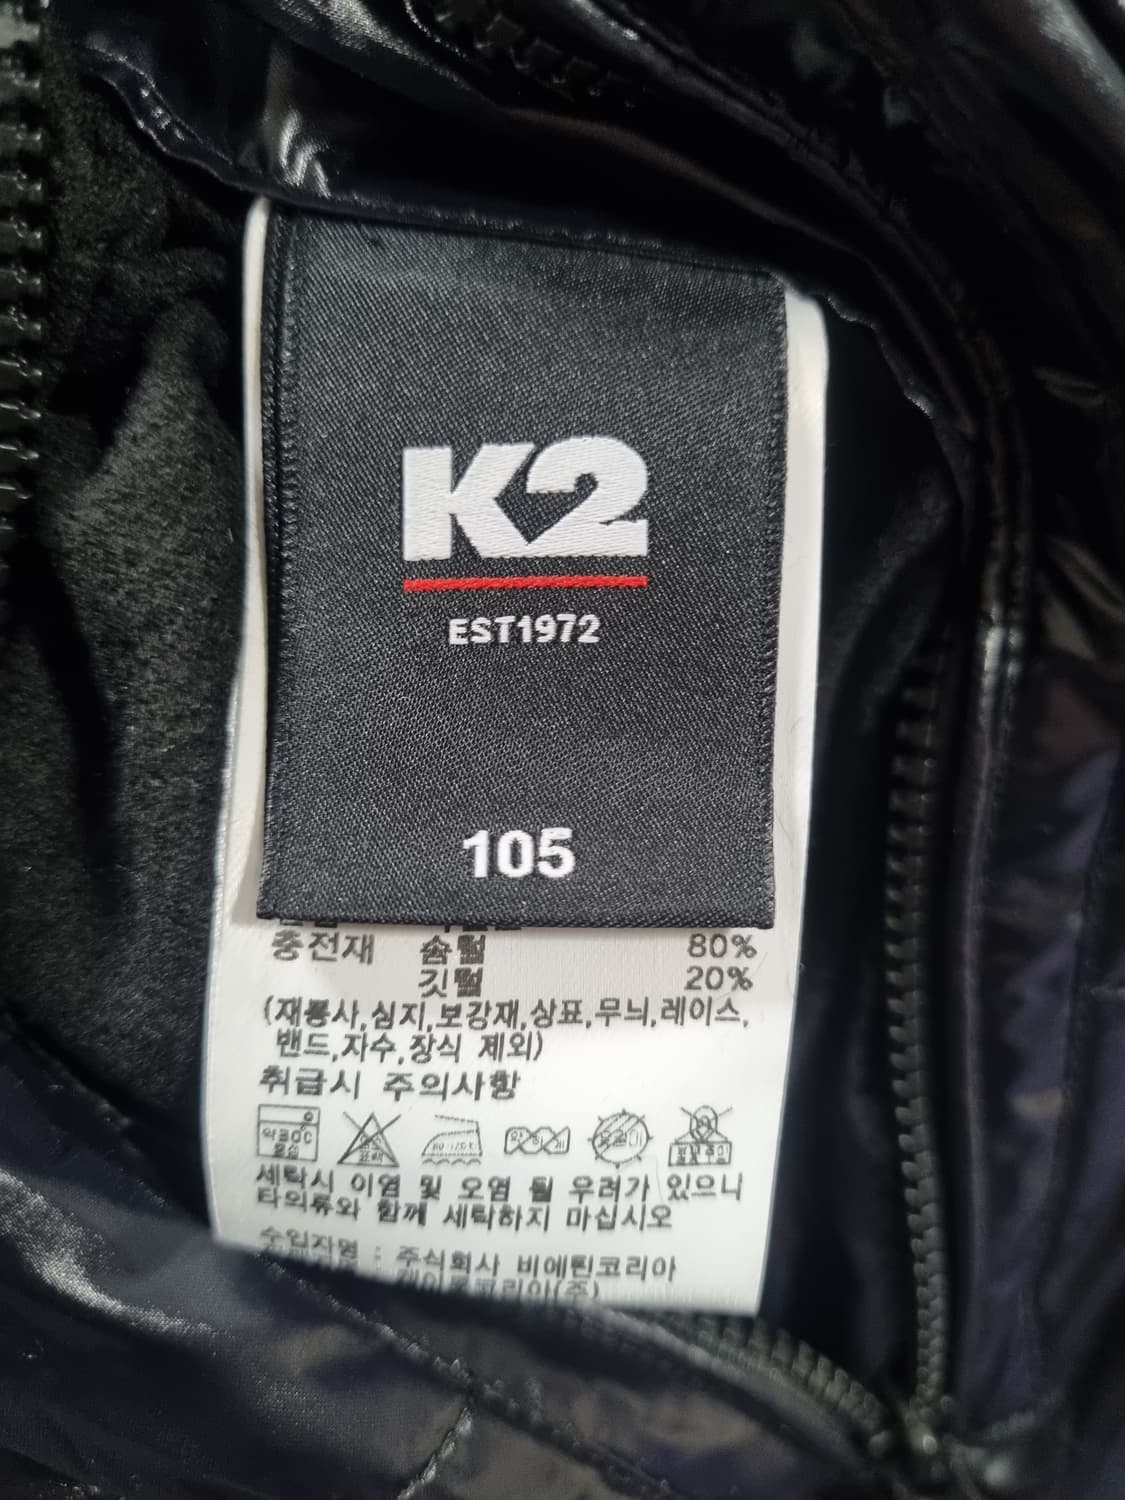 K2
EST1972
105
충전재 솜털 80%
깃털 20%
(재봉사,심지,보강재,상표,무늬,레이스,
밴드,자수,장식 제외)
취급시 주의사항
세탁시 이염 및 오염 될 우려가 있으니
타의류와 함께 세탁하지 마십시오
수입자명 : 주식회사 비에틴코리아